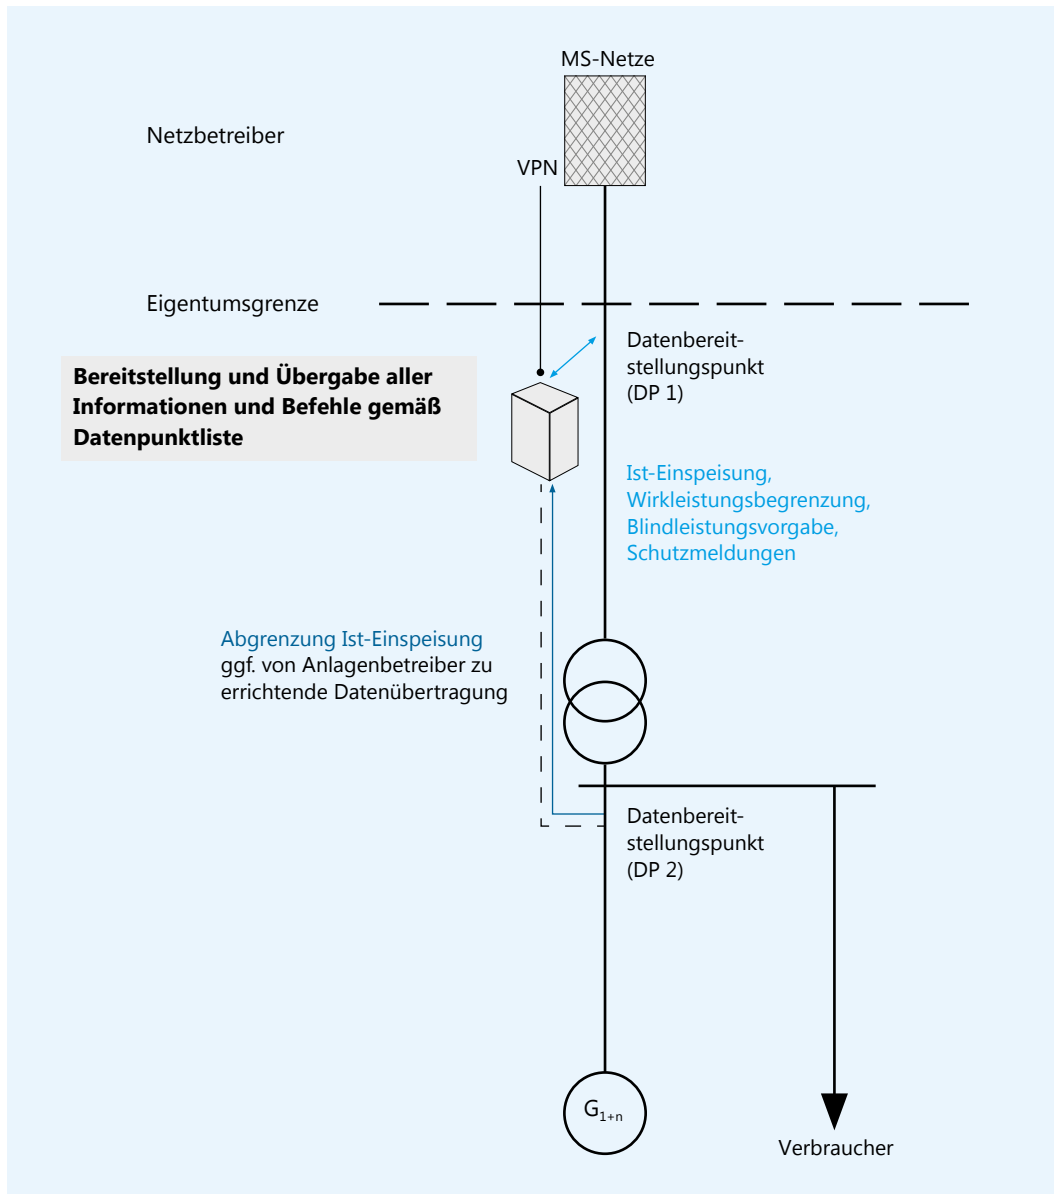 MS-Netze
Netzbetreiber
VPN
Eigentumsgrenze
Datenbereit-
stellungspunkt
(DP 1)
Bereitstellung und Übergabe aller
Informationen und Befehle gemäß
Datenpunktliste
Ist-Einspeisung,
Wirkleistungsbegrenzung,
Blindleistungsvorgabe,
Schutzmeldungen
Abgrenzung Ist-Einspeisung
ggf. von Anlagenbetreiber zu
errichtende Datenübertragung
Datenbereit-
stellungspunkt
(DP 2)
G1+n
Verbraucher